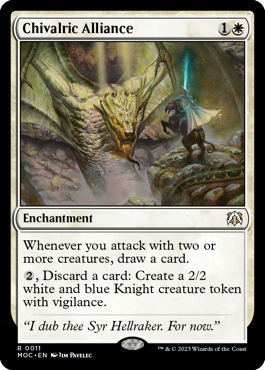 Chivalric Alliance 1
Enchantment
Whenever you attack with two or
more creatures, draw a card.
2, Discard a card: Create a 2/2
white and blue Knight creature token
with vigilance.
“I dub thee Syr Hellraker. For now.”
R 0011
MOC • EN JIM PAVELEC
™ & © 2023 Wizards of the Coast